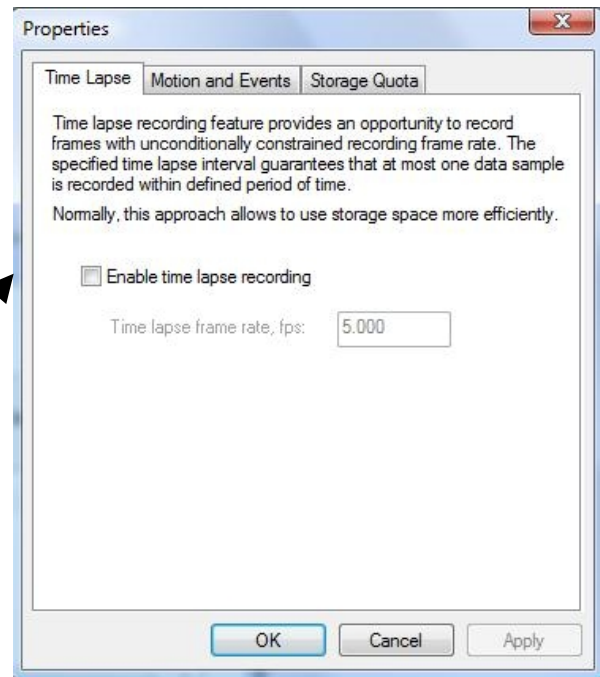 Properties
X
Time Lapse Motion and Events Storage Quota
Time lapse recording feature provides an opportunity to record
frames with unconditionally constrained recording frame rate. The
specified time lapse interval guarantees that at most one data sample
is recorded within defined period of time.
Normally, this approach allows to use storage space more efficiently.
Enable time lapse recording
Time lapse frame rate, fps: 5.000
OK Cancel Apply